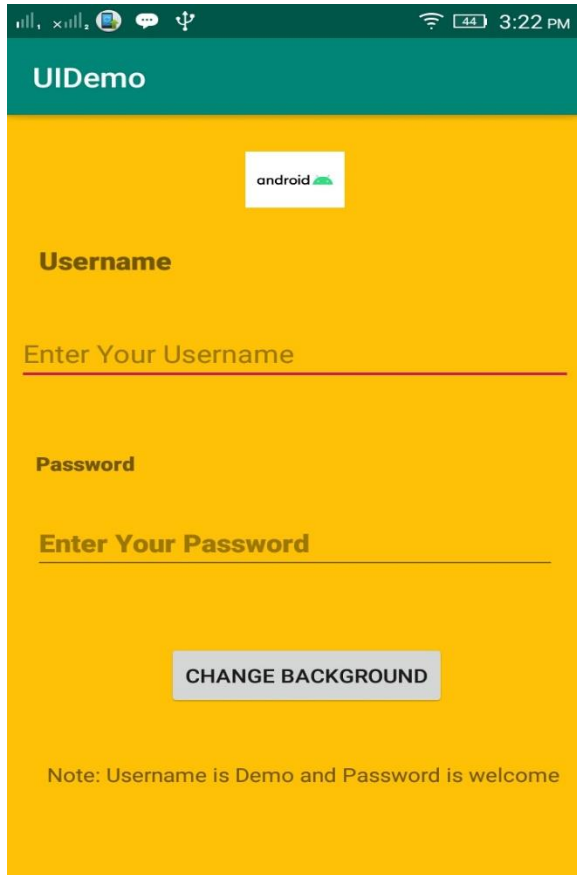 44 3:22 PM
UIDemo
android
Username
Enter Your Username
Password
Enter Your Password
CHANGE BACKGROUND
Note: Username is Demo and Password is welcome